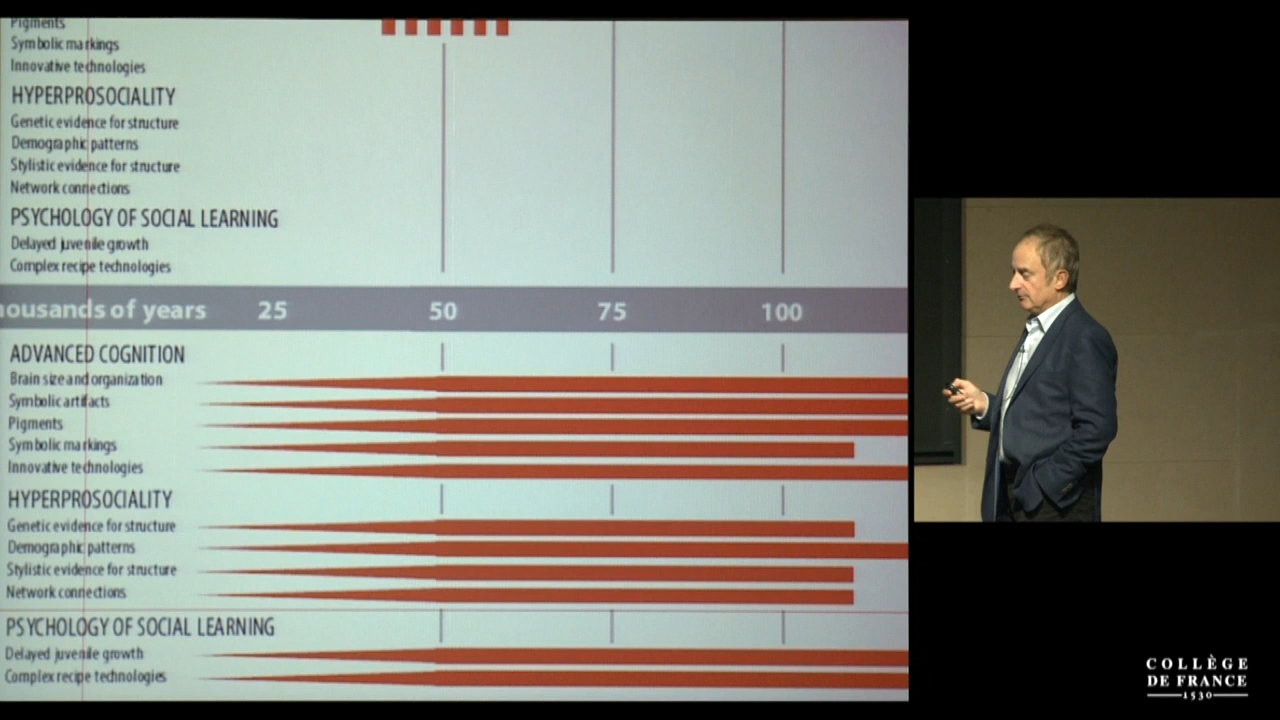 Pigments
Symbolic markings
Innovative technologies
HYPERPROSOCIALITY
Genetic evidence for structure
Demographic patterns
Stylistic evidence for structure
Network connections
PSYCHOLOGY OF SOCIAL LEARNING
Delayed juvenile growth
Complex recipe technologies
housands of years 25 50 75 100
ADVANCED COGNITION
Brain size and organization
Symbolic artifacts
Pigments
Symbolic markings
Innovative technologies
HYPERPROSOCIALITY
Genetic evidence for structure
Demographic patterns
Stylistic evidence for structure
Network connections
PSYCHOLOGY OF SOCIAL LEARNING
Delayed juvenile growth
Complex recipe technologies
COLLÈGE
DE FRANCE
1530